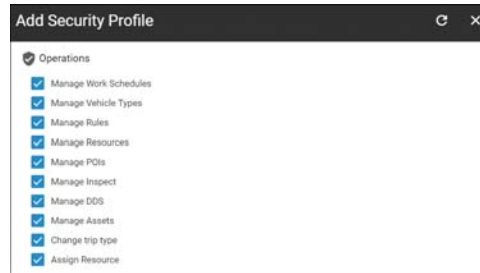 Add Security Profile
Operations
Manage Work Schedules
Manage Vehicle Types
Manage Rules
Manage Resources
Manage POIs
Manage Inspect
Manage DDS
Manage Assets
Change trip type
Assign Resource